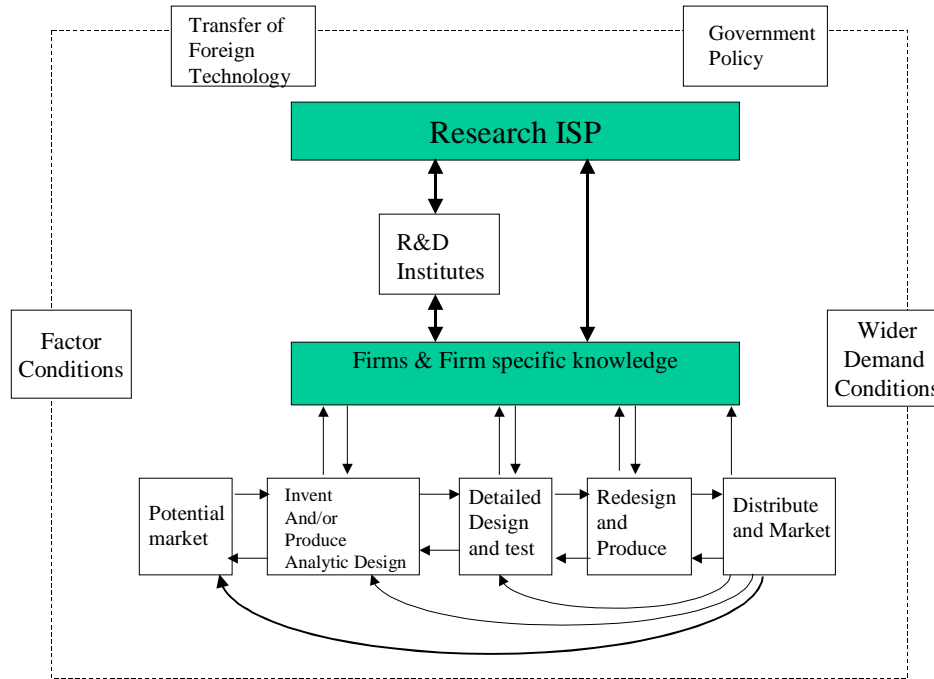 Transfer of
Foreign
Technology
Government
Policy
Research ISP
R&D
Institutes
Factor
Conditions
Wider
Demand
Conditions
Firms & Firm specific knowledge
Potential
market
Invent
And/or
Produce
Analytic Design
Detailed
Design
and test
Redesign
and
Produce
Distribute
and Market